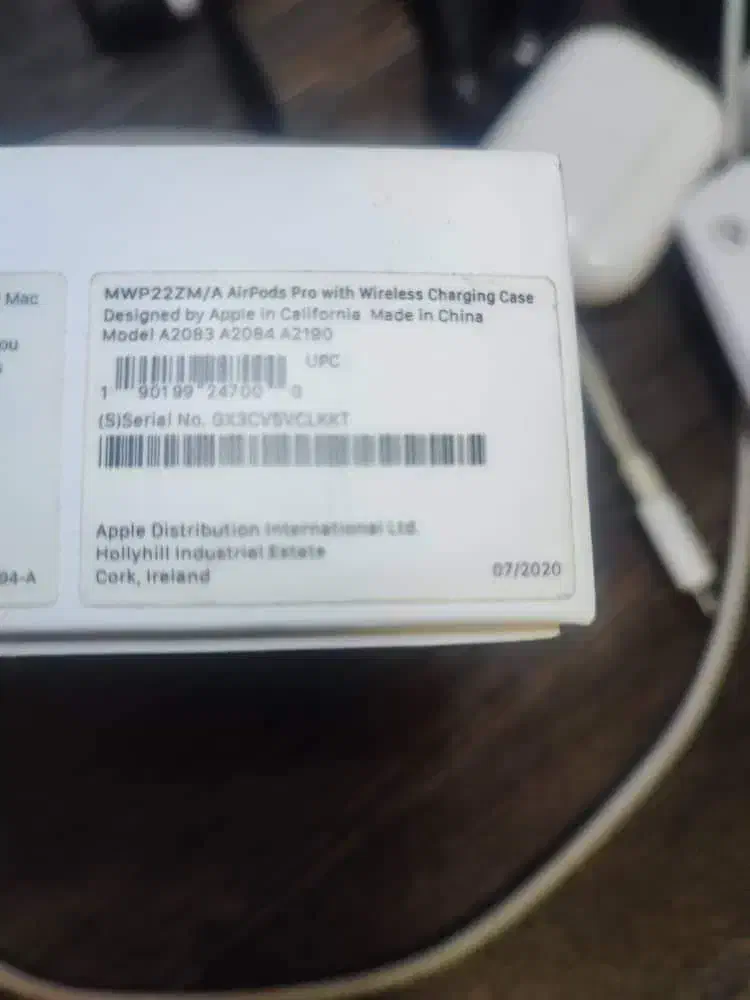 Mac
ou
94-A
MWP22ZM/A AirPods Pro with Wireless Charging Case
Designed by Apple in California Made in China
Model A2083 A2084 A2190
UPC
1 90199 24700 0
(S)Serial No.
Apple Distribution International Ltd.
Hollyhill Industrial Estate
Cork, Ireland
07/2020